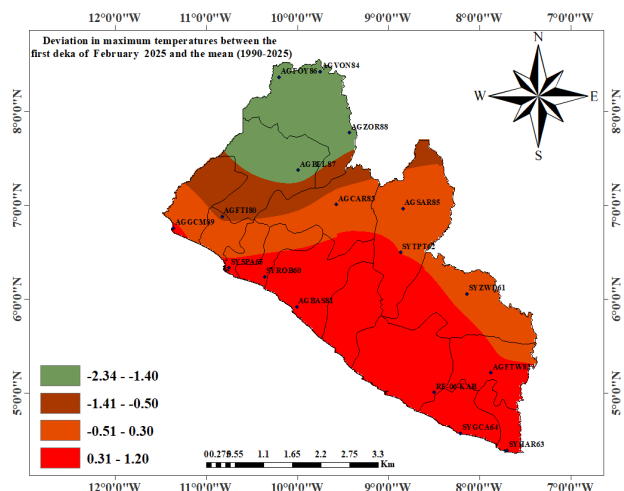 12°0'0"W 11°0'0"W 10°0'0"W 9°0'0"W 8°0'0"W 7°0'0"W
Deviation in maximum temperatures between the
first deka of February 2025 and the mean (1990-2025)
N
W E
S
8°0'0"N 8°0'0"N
7°0'0"N 7°0'0"N
6°0'0"N 6°0'0"N
5°0'0"N 5°0'0"N
AGFOY86
AGVON84
AGZOR88
AGBEL87
AGCAR83
AGSAR85
AGFTI80
AGGCM89
SYTPT62
SYSPA66
SYROB60
SYZWD61
AGBAS81
AGFTW82
SYGCA64
SYHAR63
-2.34 - -1.40
-1.41 - -0.50
-0.51 - 0.30
0.31 - 1.20
1.1 1.65 2.2 2.75 3.3
Km
12°0'0"W 11°0'0"W 10°0'0"W 9°0'0"W 8°0'0"W 7°0'0"W